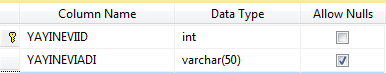 Column Name Data Type Allow Nulls
YAYINEVIID int
YAYINEVIADI varchar(50)